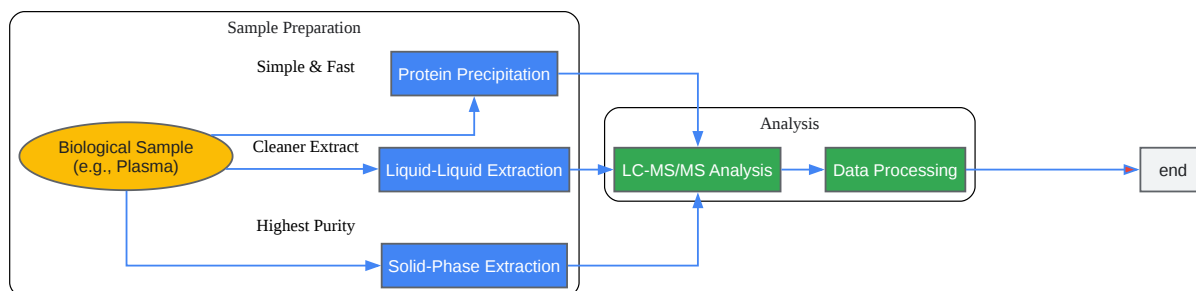 Sample Preparation
Simple & Fast
Protein Precipitation
Analysis
Biological Sample
(e.g., Plasma)
Cleaner Extract
Liquid-Liquid Extraction
LC-MS/MS Analysis
Data Processing
end
Highest Purity
Solid-Phase Extraction